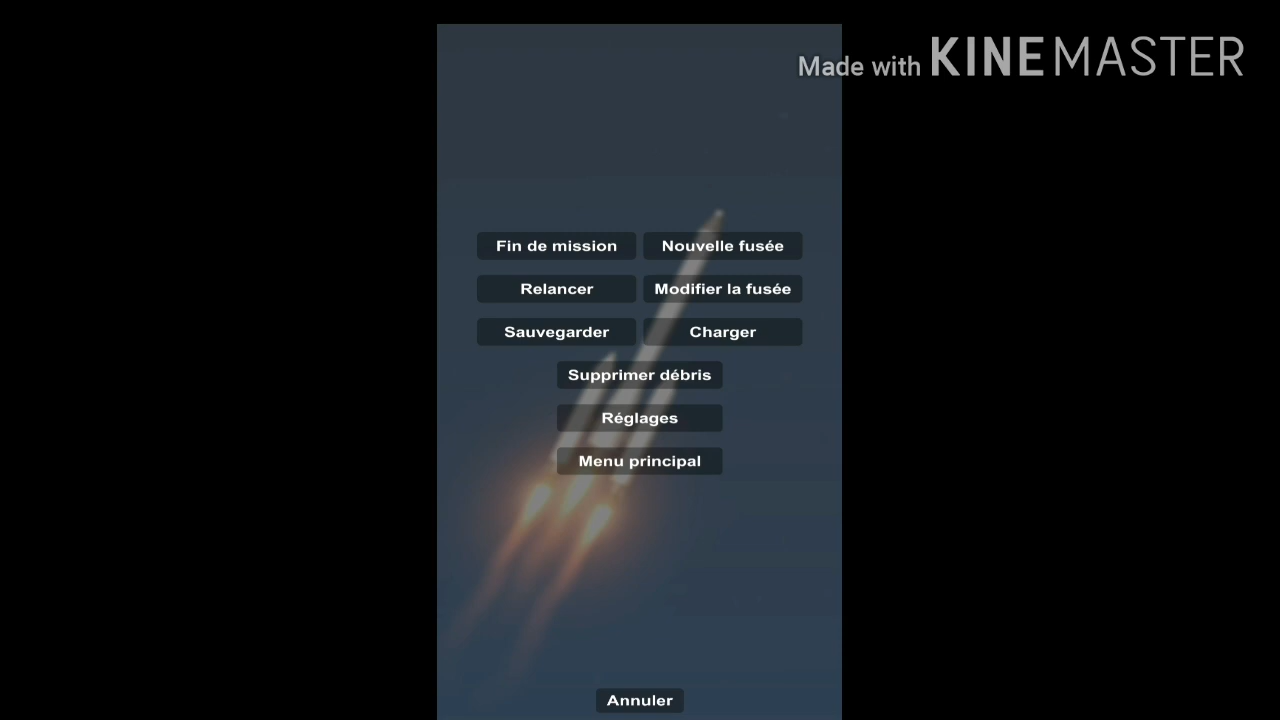 Made with KINEMASTER
Fin de mission Nouvelle fusée
Relancer Modifier la fusée
Sauvegarder Charger
Supprimer débris
Réglages
Menu principal
Annuler